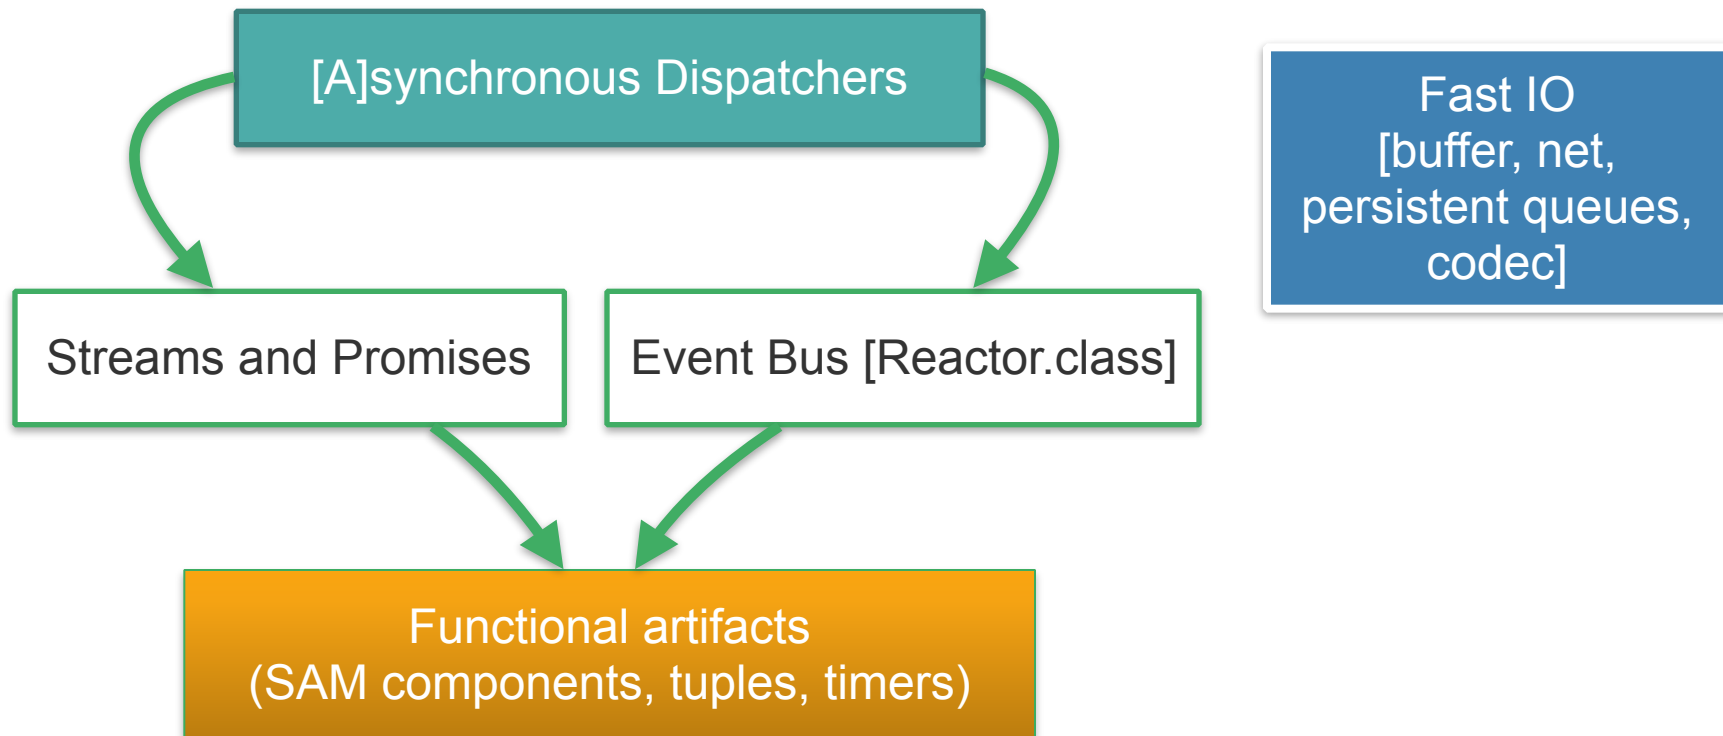 [A]synchronous Dispatchers
Fast IO
[buffer, net,
persistent queues,
codec]
Streams and Promises
Event Bus [Reactor.class]
Functional artifacts
(SAM components, tuples, timers)